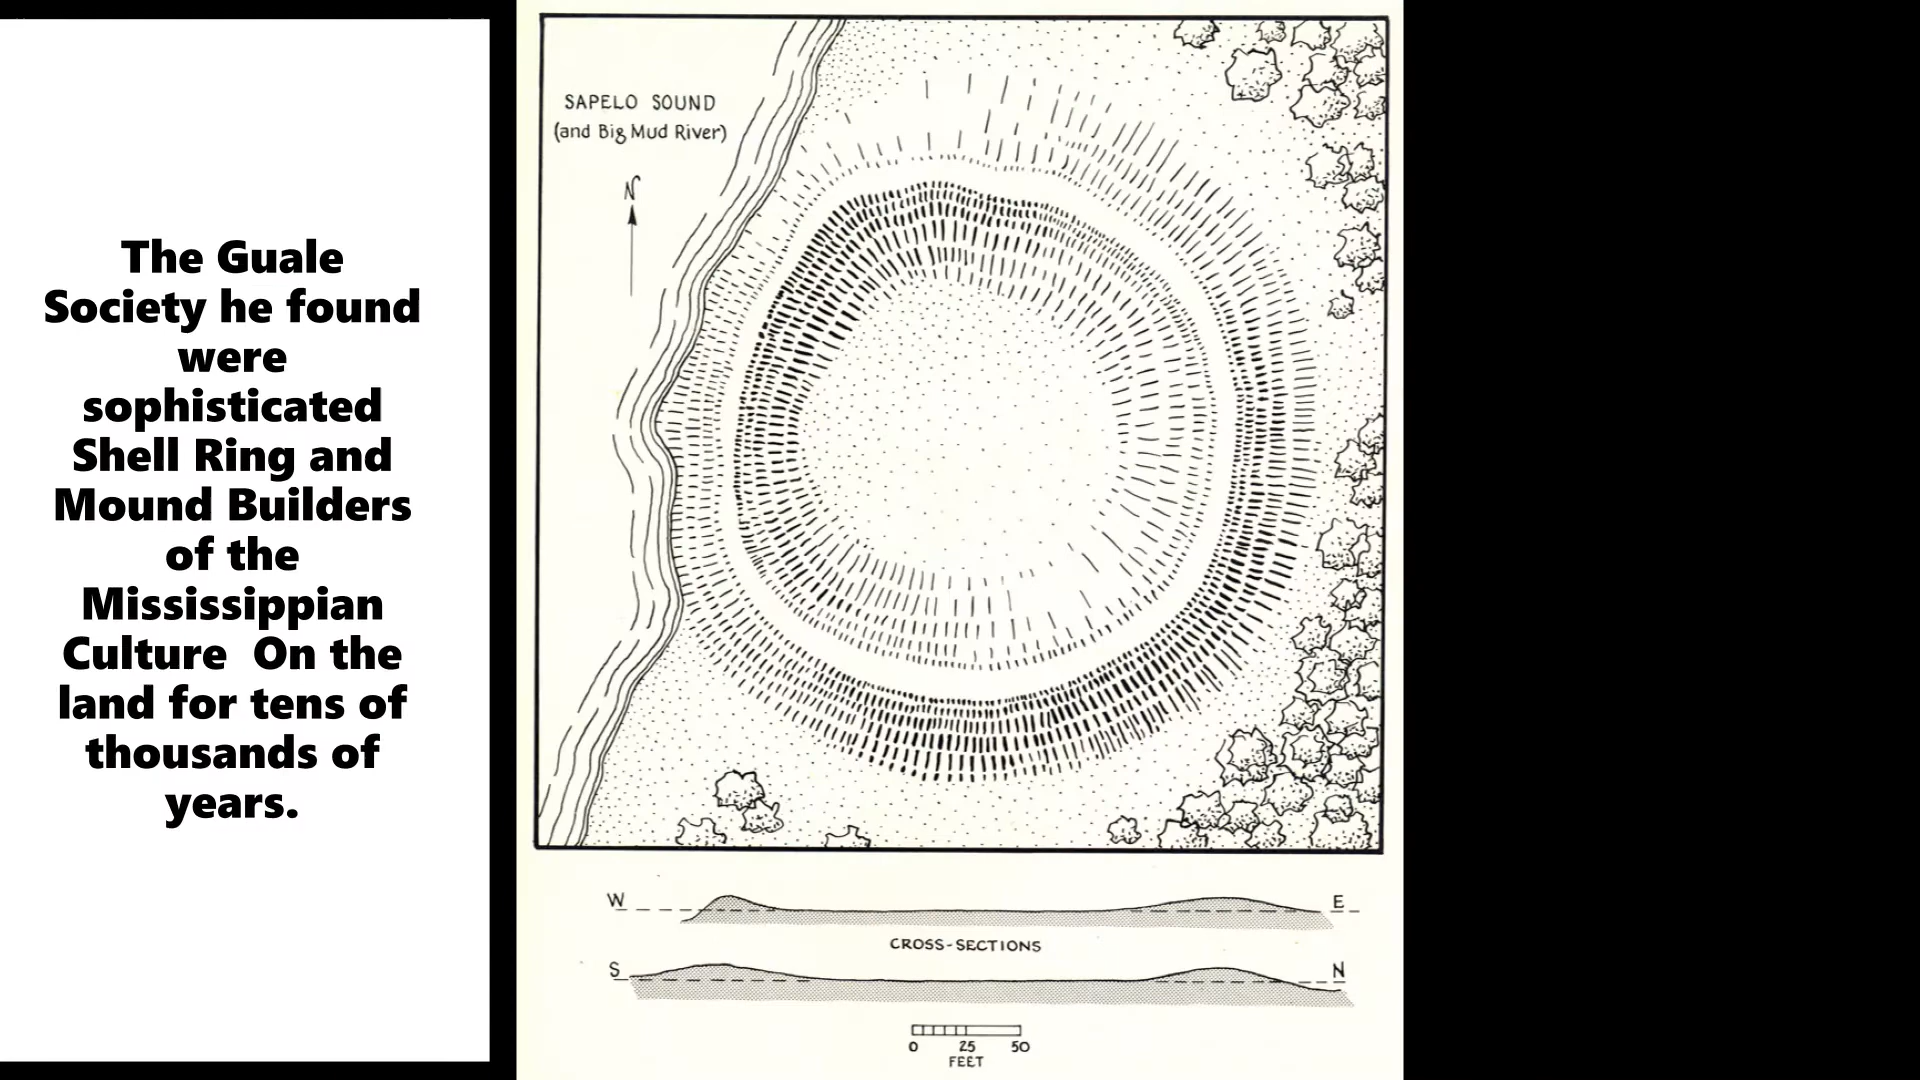 The Guale
Society he found
were
sophisticated
Shell Ring and
Mound Builders
of the
Mississippian
Culture  On the
land for tens of
thousands of
years.
SAPELO SOUND
(and Big Mud River)
N
W
E
CROSS-SECTIONS
S
N
0 25 50
FEET